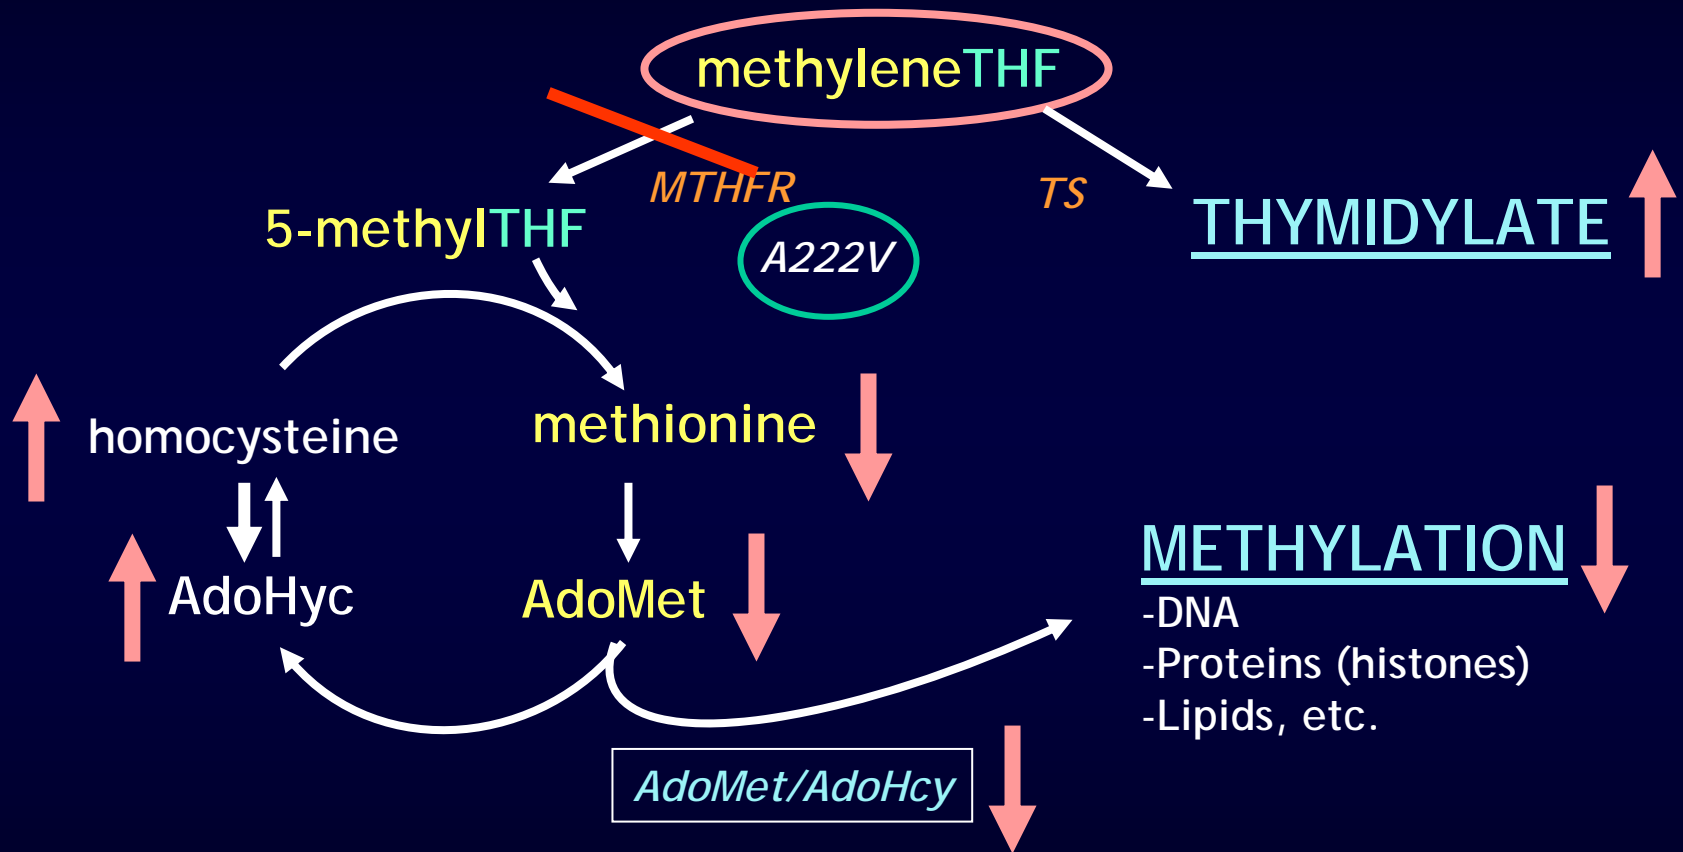 methyleneTHF
MTHFR
TS
THYMIDYLATE
5-methylTHF
A222V
homocysteine
methionine
AdoHyc
AdoMet
METHYLATION
-DNA
-Proteins (histones)
-Lipids, etc.
AdoMet/AdoHcy